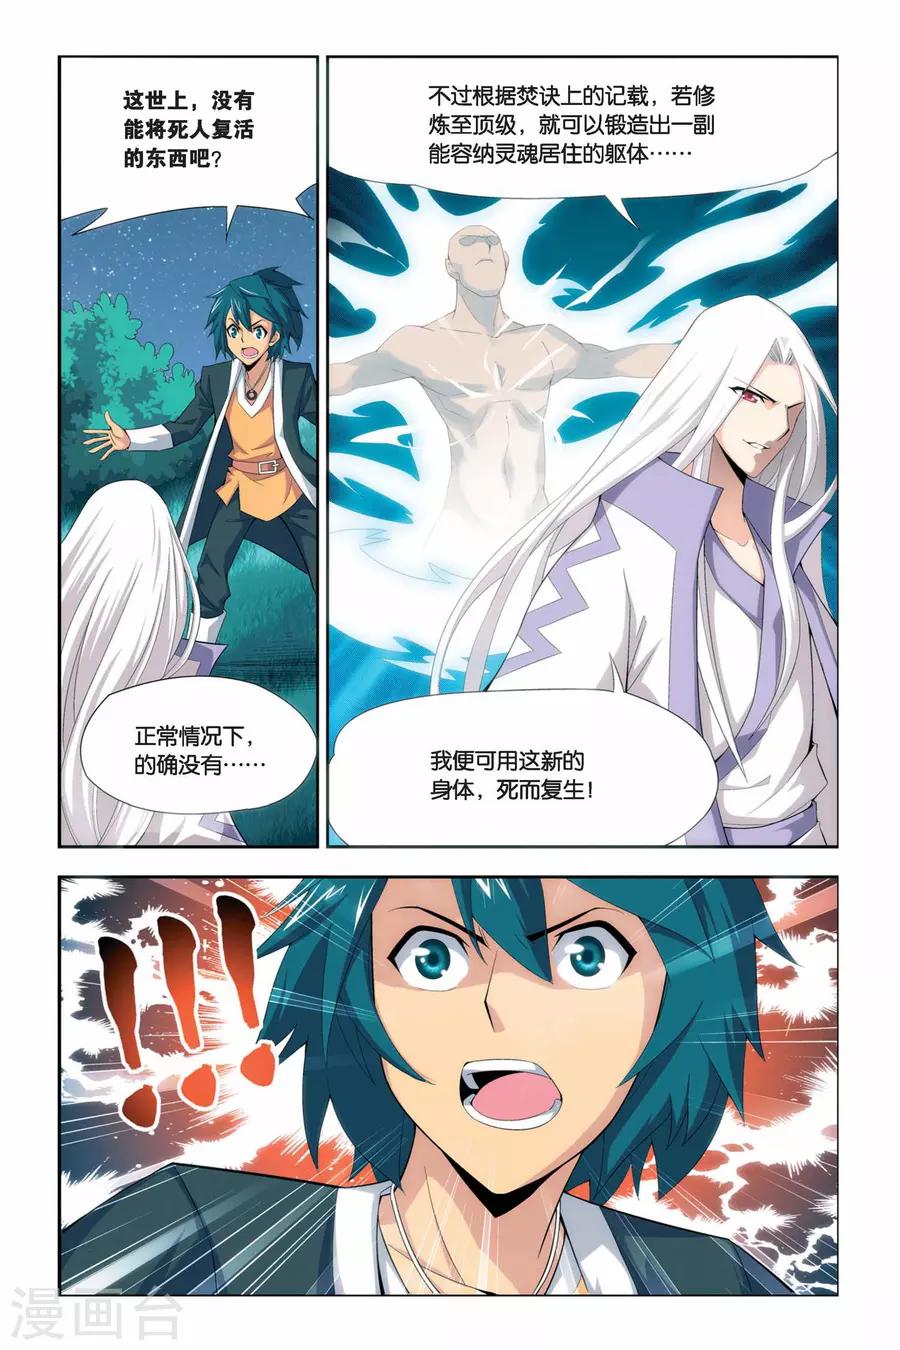 这世上，没有
能将死人复活
的东西吧？
正常情况下，
的确没有……
不过根据焚诀上的记载，若修
炼至顶级，就可以锻造出一副
能容纳灵魂居住的躯体……
我便可用这新的
身体，死而复生！
!!!
漫画台